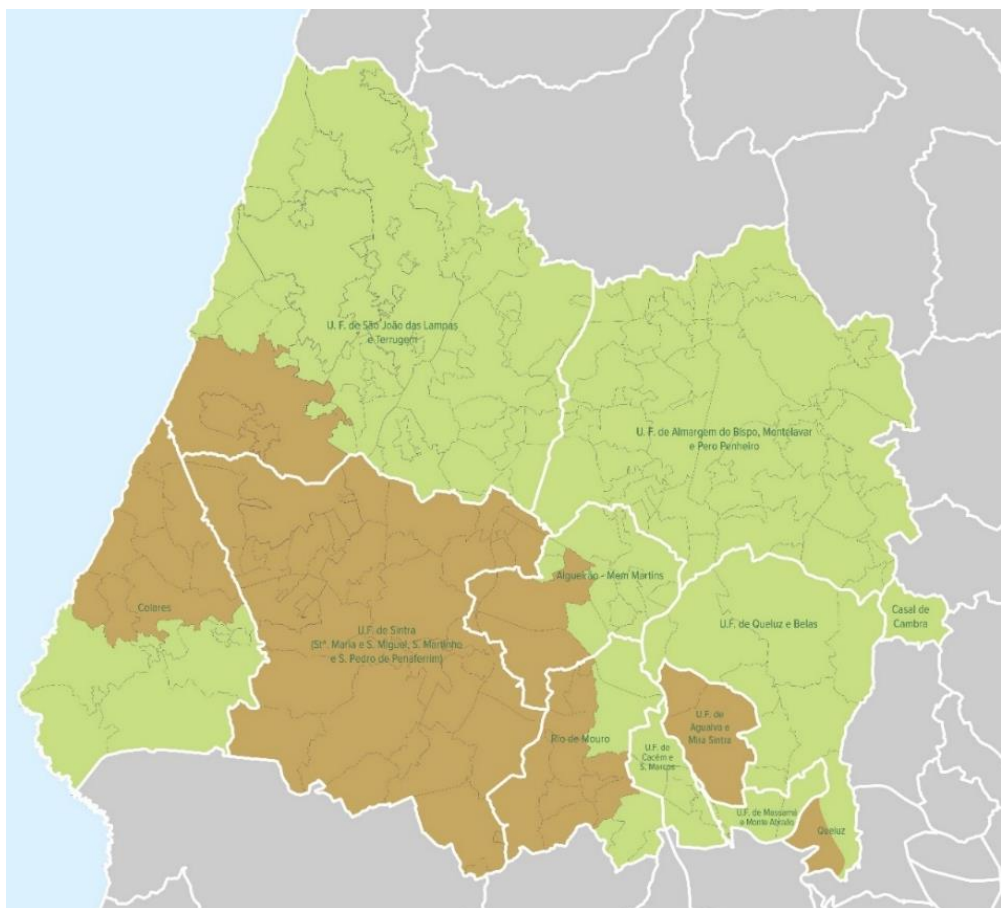 U. F. de São João das Lampas
e Terrugem
U. F. de Almargem do Bispo, Montelavar
e Pero Pinheiro
Algueirão - Mem Martins
Casal de
Cambra
Colares
U.F. de Queluz e Belas
U.F. de Sintra
(Stª. Maria e S. Miguel, S. Martinho
e S. Pedro de Penaferrim)
U.F. de
Agualva e
Mira Sintra
Rio de Mouro
U.F. de
Cacém e
S. Marcos
U.F. de Massamá
e Monte Abraão
Queluz